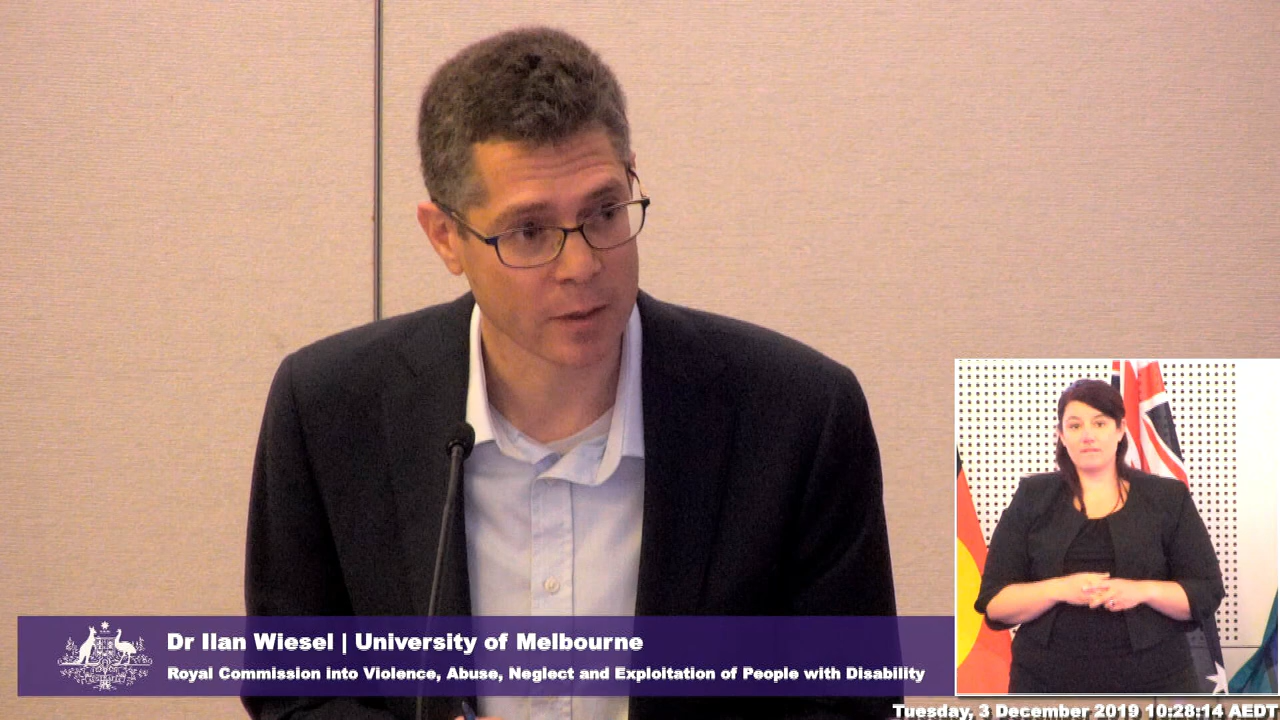 Dr Ilan Wiesel | University of Melbourne
Royal Commission into Violence, Abuse, Neglect and Exploitation of People with Disability
Tuesday, 3 December 2019 10:28:14 AEDT